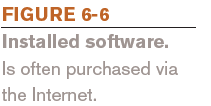 FIGURE 6-6
Installed software.
Is often purchased via
the Internet.